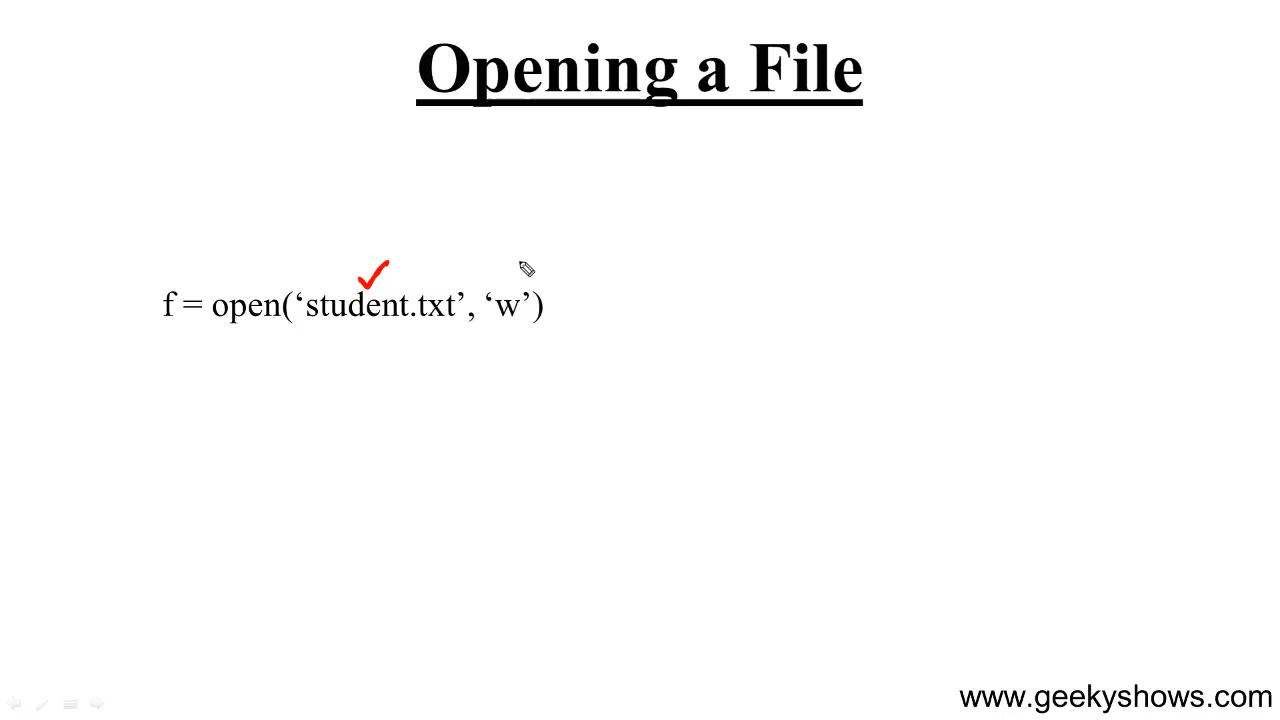 Opening a File
f = open(‘student.txt’, ‘w’)
www.geekyshows.com